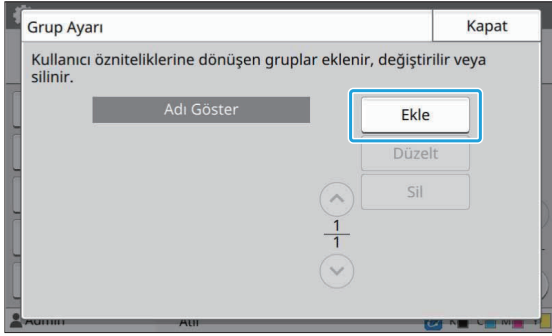 Grup Ayarı
Kapat
Kullanıcı özniteliklerine dönüşen gruplar eklenir, değiştirilir veya
silinir.
Adı Göster
Ekle
Düzelt
Sil
1
1
Admin